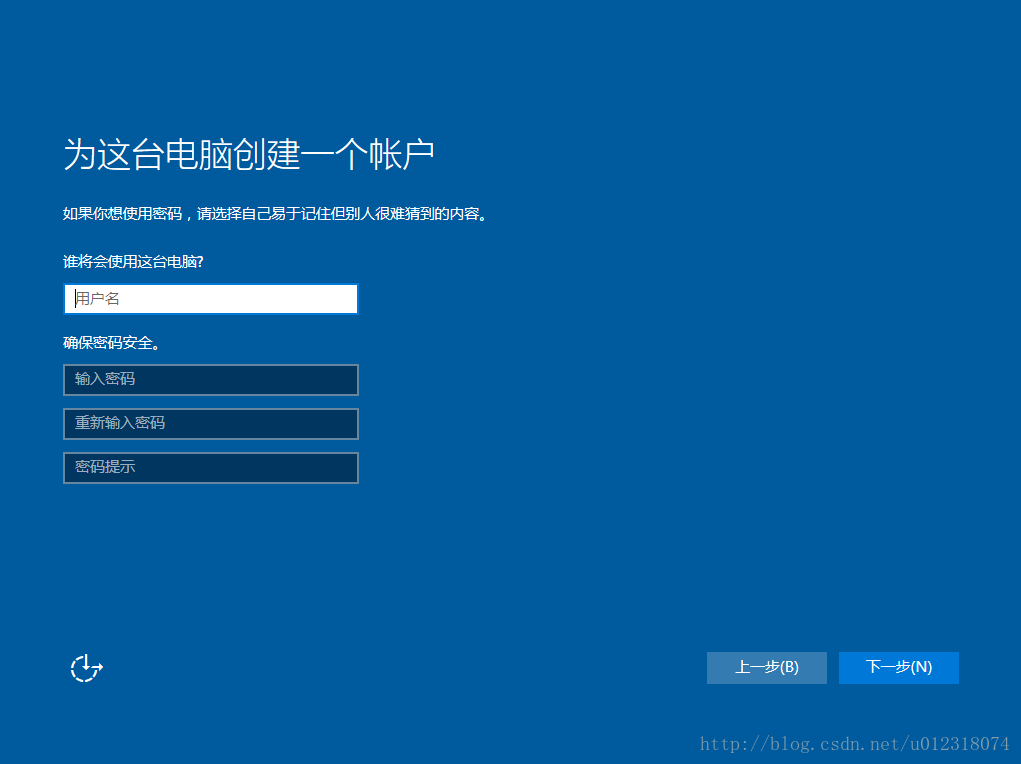 为这台电脑创建一个帐户
如果你想使用密码，请选择自己易于记住但别人很难猜到的内容。
谁将会使用这台电脑?
用户名
确保密码安全。
输入密码
重新输入密码
密码提示
上一步(B) 下一步(N)
http://blog.csdn.net/u012318074